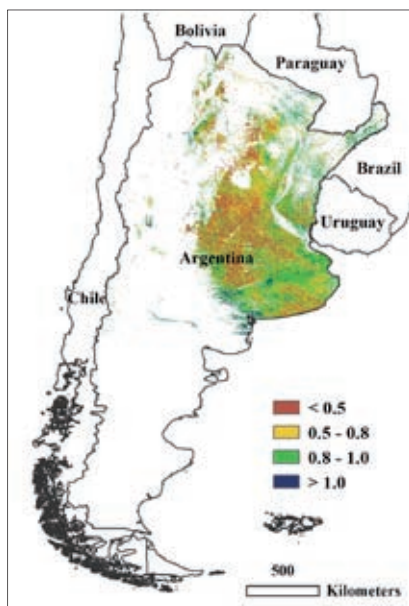 Bolivia
Paraguay
Brazil
Uruguay
Argentina
Chile
< 0.5
0.5 - 0.8
0.8 - 1.0
> 1.0
500
Kilometers